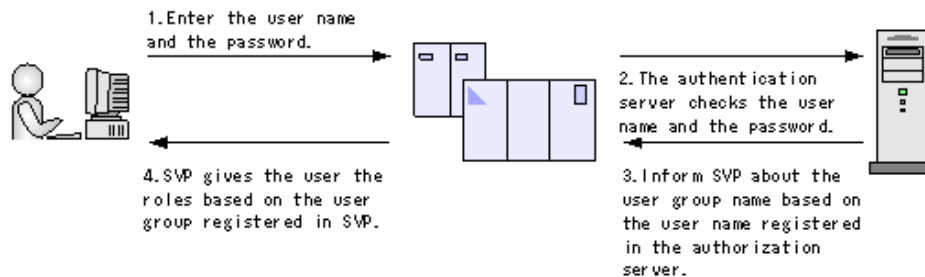 1.Enter the user name
and the password.
2.The authentication
server checks the user
name and the password.
3.Inform SVP about the
user group name based on
the user name registered
in the authorization
server.
4.SVP gives the user the
roles based on the user
group registered in SVP.